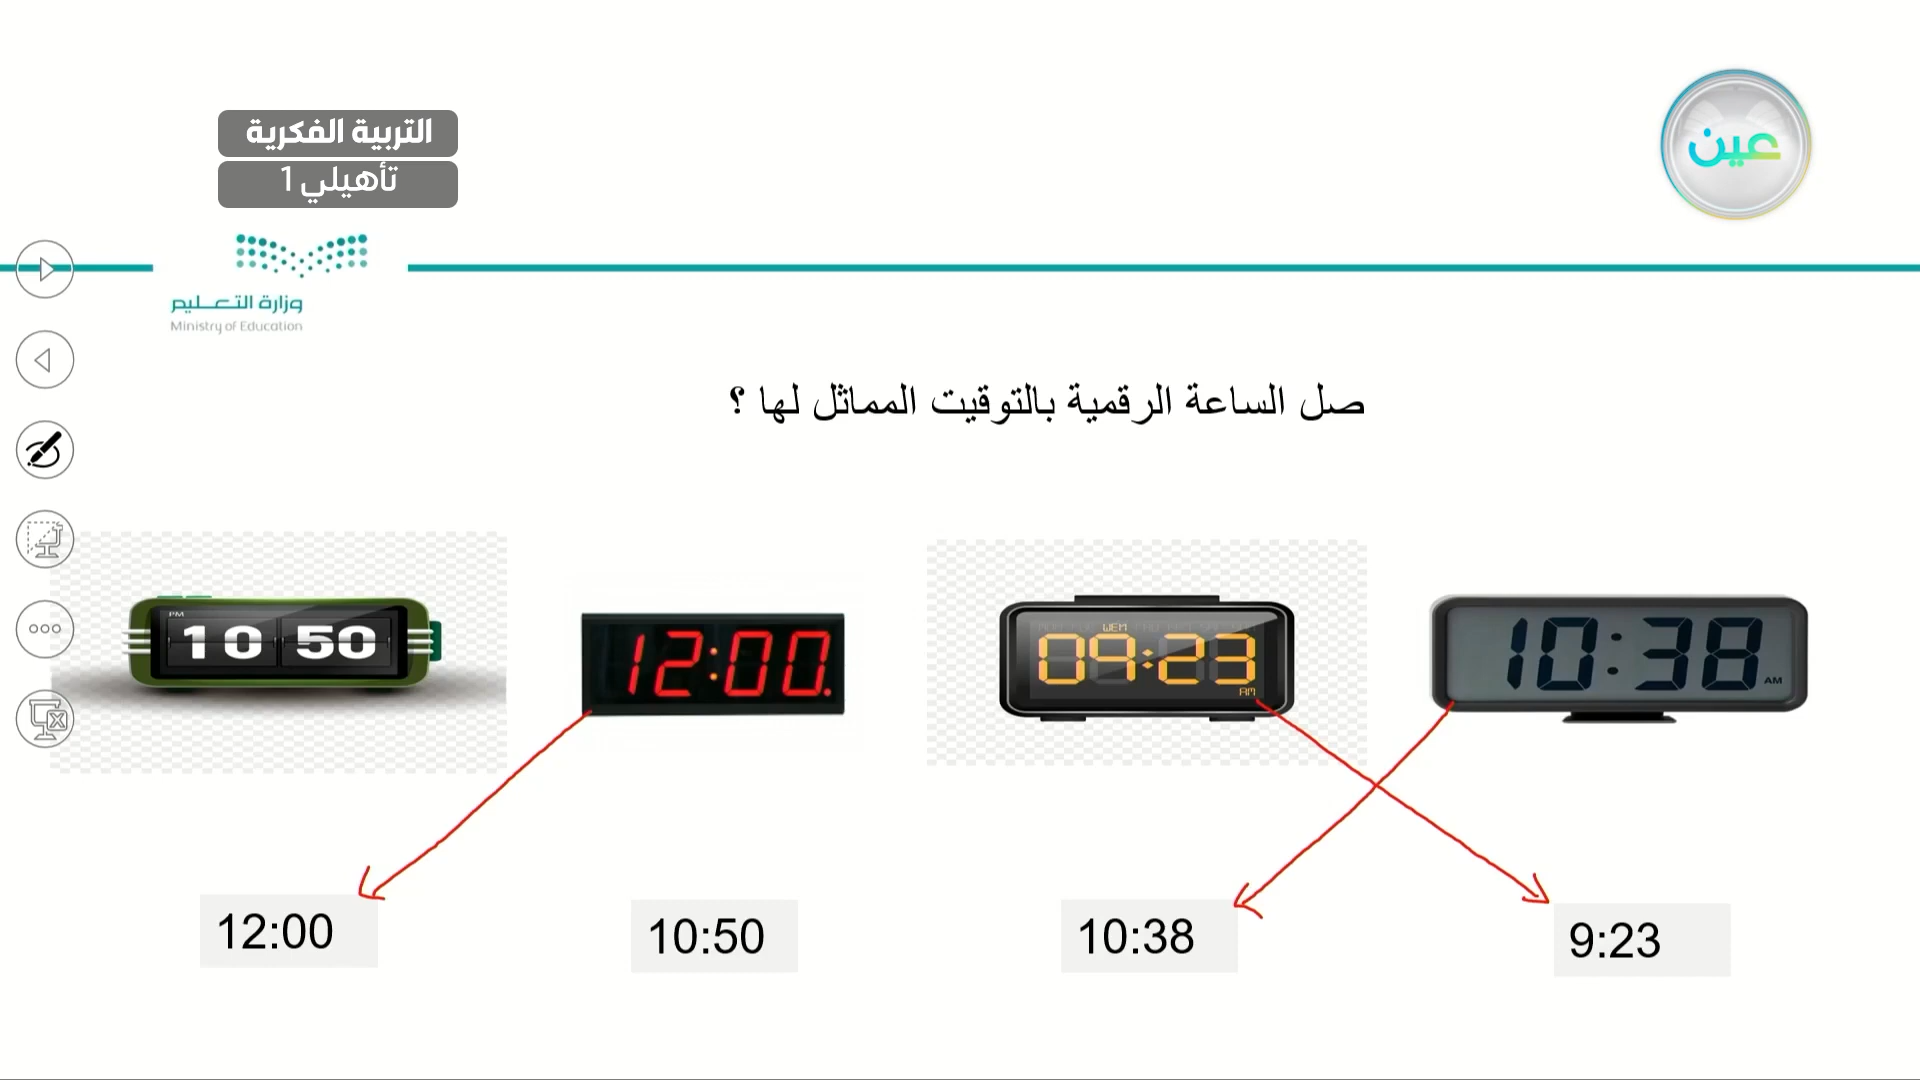 التربية الفكرية
تأهيلي 1
عين
وزارة التعليم
Ministry of Education
صل الساعة الرقمية بالتوقيت المماثل لها ؟
PM
10 50
12:00
WEM
09:23
AM
10:38 AM
12:00
10:50
10:38
9:23